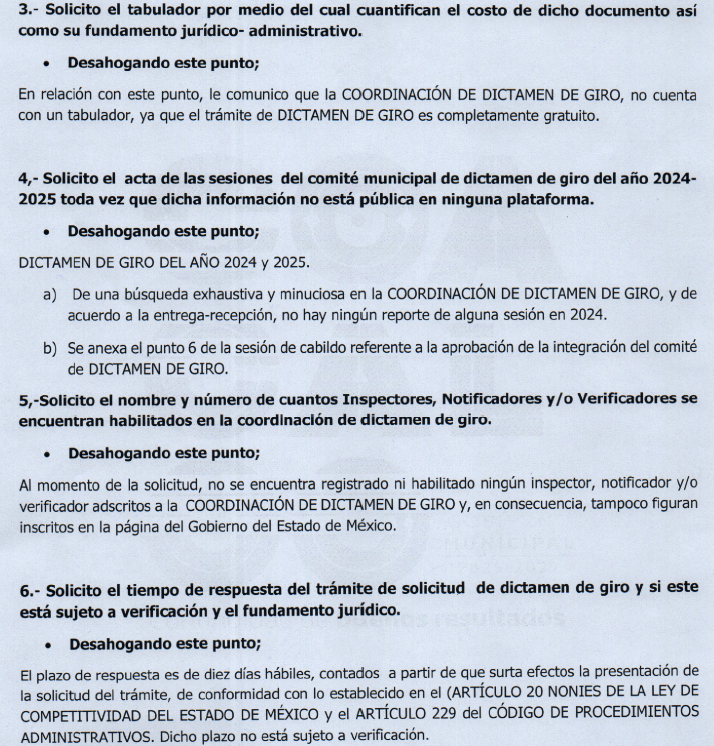 3.- Solicito el tabulador por medio del cual cuantifican el costo de dicho documento así
como su fundamento jurídico- administrativo.
• Desahogando este punto;
En relación con este punto, le comunico que la COORDINACIÓN DE DICTAMEN DE GIRO, no cuenta
con un tabulador, ya que el trámite de DICTAMEN DE GIRO es completamente gratuito.
4,- Solicito el acta de las sesiones del comité municipal de dictamen de giro del año 2024-
2025 toda vez que dicha información no está pública en ninguna plataforma.
• Desahogando este punto;
DICTAMEN DE GIRO DEL AÑO 2024 y 2025.
a) De una búsqueda exhaustiva y minuciosa en la COORDINACIÓN DE DICTAMEN DE GIRO, y de
acuerdo a la entrega-recepción, no hay ningún reporte de alguna sesión en 2024.
b) Se anexa el punto 6 de la sesión de cabildo referente a la aprobación de la integración del comité
de DICTAMEN DE GIRO.
5,-Solicito el nombre y número de cuantos Inspectores, Notificadores y/o Verificadores se
encuentran habilitados en la coordinación de dictamen de giro.
• Desahogando este punto;
Al momento de la solicitud, no se encuentra registrado ni habilitado ningún inspector, notificador y/o
verificador adscritos a la COORDINACIÓN DE DICTAMEN DE GIRO y, en consecuencia, tampoco figuran
inscritos en la página del Gobierno del Estado de México.
6.- Solicito el tiempo de respuesta del trámite de solicitud de dictamen de giro y si este
está sujeto a verificación y el fundamento jurídico.
• Desahogando este punto;
El plazo de respuesta es de diez días hábiles, contados a partir de que surta efectos la presentación de
la solicitud del trámite, de conformidad con lo establecido en el (ARTÍCULO 20 NONIES DE LA LEY DE
COMPETITIVIDAD DEL ESTADO DE MÉXICO y el ARTÍCULO 229 del CÓDIGO DE PROCEDIMIENTOS
ADMINISTRATIVOS. Dicho plazo no está sujeto a verificación.